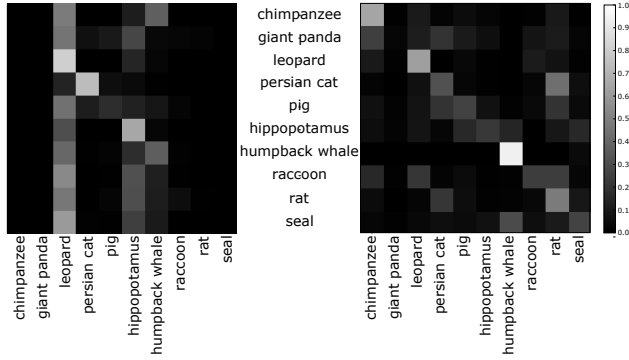 chimpanzee
giant panda
leopard
persian cat
pig
hippopotamus
humpback whale
raccoon
rat
seal
1.0
0.9
0.8
0.7
0.6
0.5
0.4
0.3
0.2
0.1
0.0
chimpanzee
giant panda
leopard
persian cat
pig
hippopotamus
humpback whale
raccoon
rat
seal
chimpanzee
giant panda
leopard
persian cat
pig
hippopotamus
humpback whale
raccoon
rat
seal